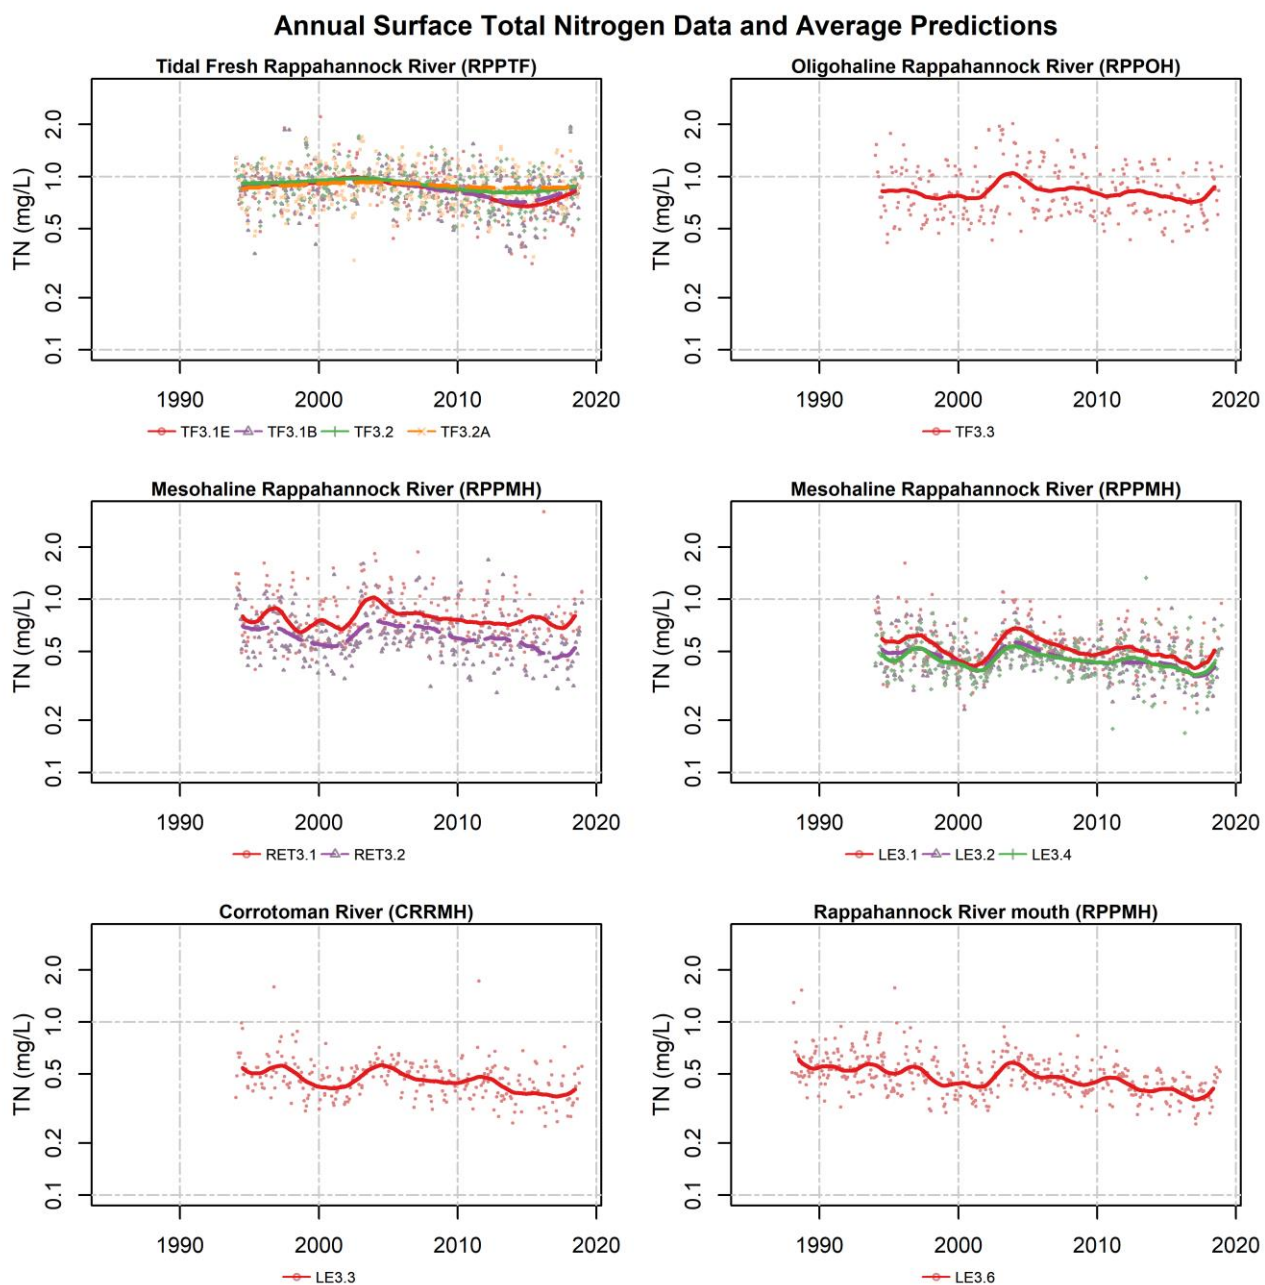 Annual Surface Total Nitrogen Data and Average Predictions
Tidal Fresh Rappahannock River (RPPTF)
TN (mg/L)
2.0
1.0
0.5
0.2
0.1
1990 2000 2010 2020
TF3.1E TF3.1B TF3.2 TF3.2A
Oligohaline Rappahannock River (RPPOH)
TN (mg/L)
2.0
1.0
0.5
0.2
0.1
1990 2000 2010 2020
TF3.3
Mesohaline Rappahannock River (RPPMH)
TN (mg/L)
2.0
1.0
0.5
0.2
0.1
1990 2000 2010 2020
RET3.1 RET3.2
Mesohaline Rappahannock River (RPPMH)
TN (mg/L)
2.0
1.0
0.5
0.2
0.1
1990 2000 2010 2020
LE3.1 LE3.2 LE3.4
Corrotoman River (CRRMH)
TN (mg/L)
2.0
1.0
0.5
0.2
0.1
1990 2000 2010 2020
LE3.3
Rappahannock River mouth (RPPMH)
TN (mg/L)
2.0
1.0
0.5
0.2
0.1
1990 2000 2010 2020
LE3.6